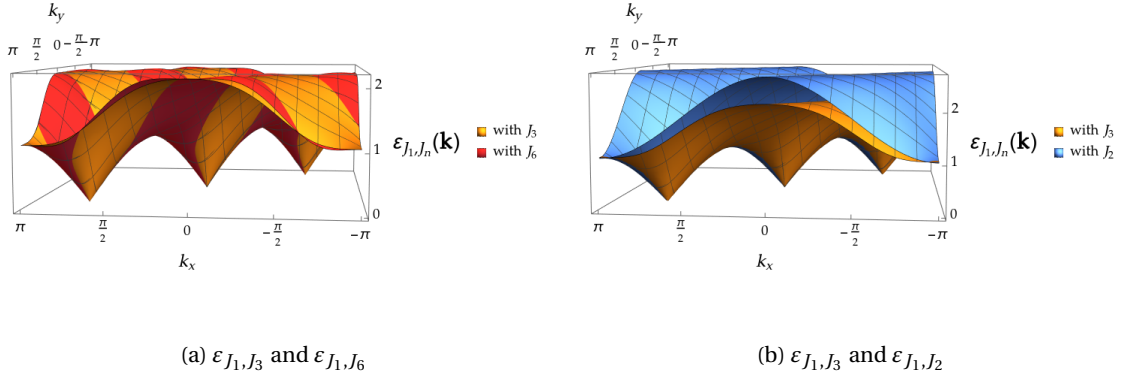 k_y
π π/2 0 −π/2 −π
2
1
0
ε_{J_1,J_n}(k)
with J_3
with J_6
π π/2 0 −π/2 −π
k_x
(a) ε_{J_1,J_3} and ε_{J_1,J_6}
k_y
π π/2 0 −π/2 −π
2
1
0
ε_{J_1,J_n}(k)
with J_3
with J_2
π π/2 0 −π/2 −π
k_x
(b) ε_{J_1,J_3} and ε_{J_1,J_2}